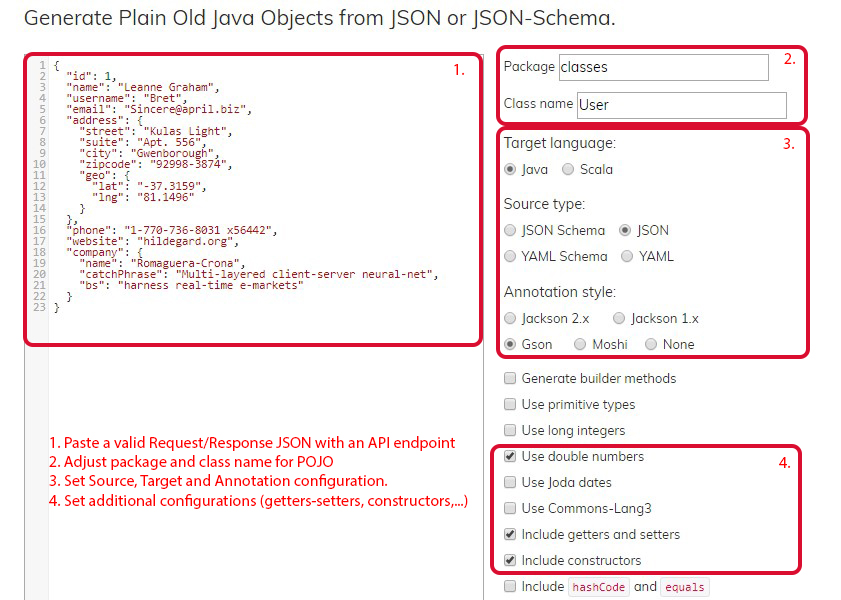 Generate Plain Old Java Objects from JSON or JSON-Schema.
1 {
2 "id": 1,
3 "name": "Leanne Graham",
4 "username": "Bret",
5 "email": "Sincere@april.biz",
6 "address": {
7 "street": "Kulas Light",
8 "suite": "Apt. 556",
9 "city": "Gwenborough",
10 "zipcode": "92998-3874",
11 "geo": {
12 "lat": "-37.3159",
13 "lng": "81.1496"
14 }
15 },
16 "phone": "1-770-736-8031 x56442",
17 "website": "hildegard.org",
18 "company": {
19 "name": "Romaguera-Crona",
20 "catchPhrase": "Multi-layered client-server neural-net",
21 "bs": "harness real-time e-markets"
22 }
23 }
1.
1. Paste a valid Request/Response JSON with an API endpoint
2. Adjust package and class name for POJO
3. Set Source, Target and Annotation configuration.
4. Set additional configurations (getters-setters, constructors,...)
Package classes
2.
Class name User
Target language:
3.
Java Scala
Source type:
JSON Schema JSON
YAML Schema YAML
Annotation style:
Jackson 2.x Jackson 1.x
Gson Moshi None
Generate builder methods
Use primitive types
Use long integers
Use double numbers
4.
Use Joda dates
Use Commons-Lang3
Include getters and setters
Include constructors
Include hashCode and equals